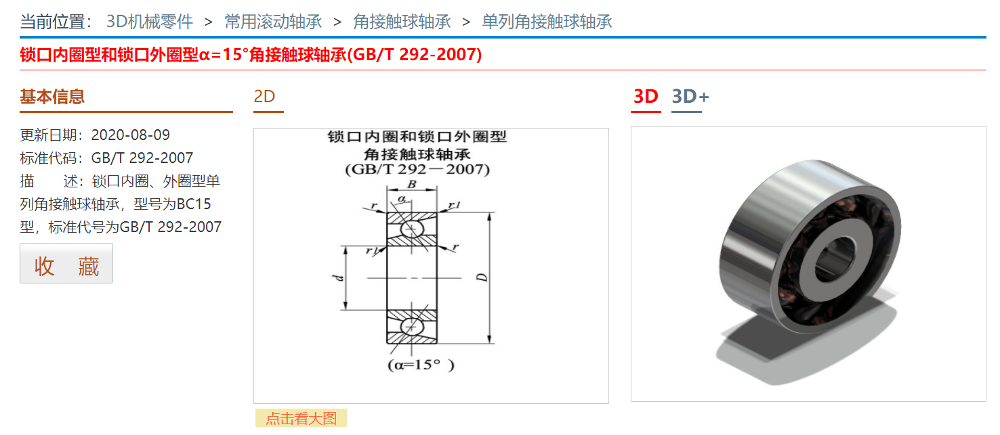 当前位置： 3D机械零件 > 常用滚动轴承 > 角接触球轴承 > 单列角接触球轴承
锁口内圈型和锁口外圈型α=15°角接触球轴承(GB/T 292-2007)
基本信息
更新日期：2020-08-09
标准代码：GB/T 292-2007
描 述：锁口内圈、外圈型单
列角接触球轴承，型号为BC15
型，标准代号为GB/T 292-2007
收 藏
2D
锁口内圈和锁口外圈型
角接触球轴承
(GB/T 292－2007)
B
α
r
r1
r1
r
d
D
(α=15° )
点击看大图
3D 3D+